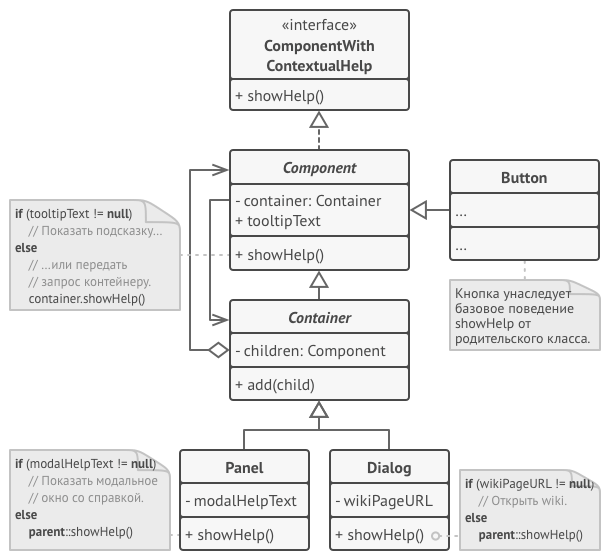 «interface»
ComponentWith
ContextualHelp
+ showHelp()
Component
- container: Container
+ tooltipText
+ showHelp()
Button
...
...
if (tooltipText != null)
// Показать подсказку...
else
// ...или передать
// запрос контейнеру.
container.showHelp()
Кнопка унаследует
базовое поведение
showHelp от
родительского класса.
Container
- children: Component
+ add(child)
Panel
- modalHelpText
+ showHelp()
Dialog
- wikiPageURL
+ showHelp()
if (modalHelpText != null)
// Показать модальное
// окно со справкой.
else
parent::showHelp()
if (wikiPageURL != null)
// Открыть wiki.
else
parent::showHelp()